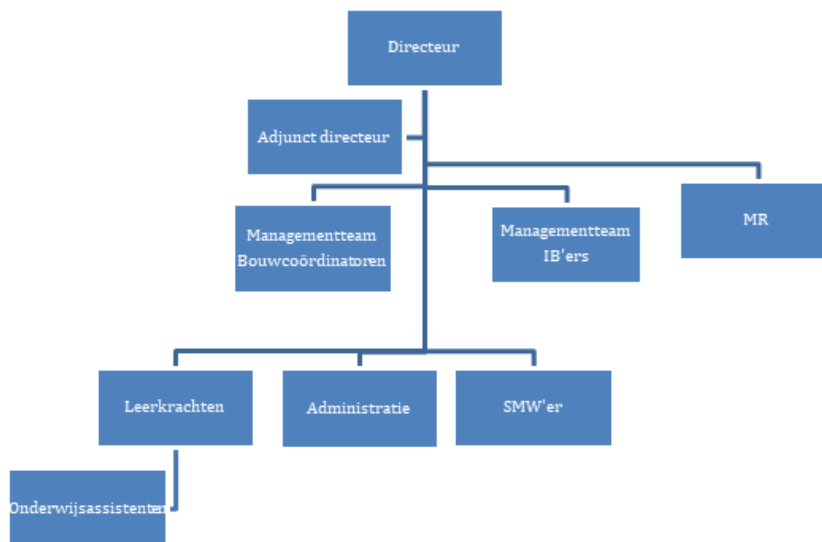 Directeur
Adjunct directeur
Managementteam
Bouwcoördinatoren
Managementteam
IB'ers
MR
Leerkrachten
Administratie
SMW'er
Onderwijsassistenten